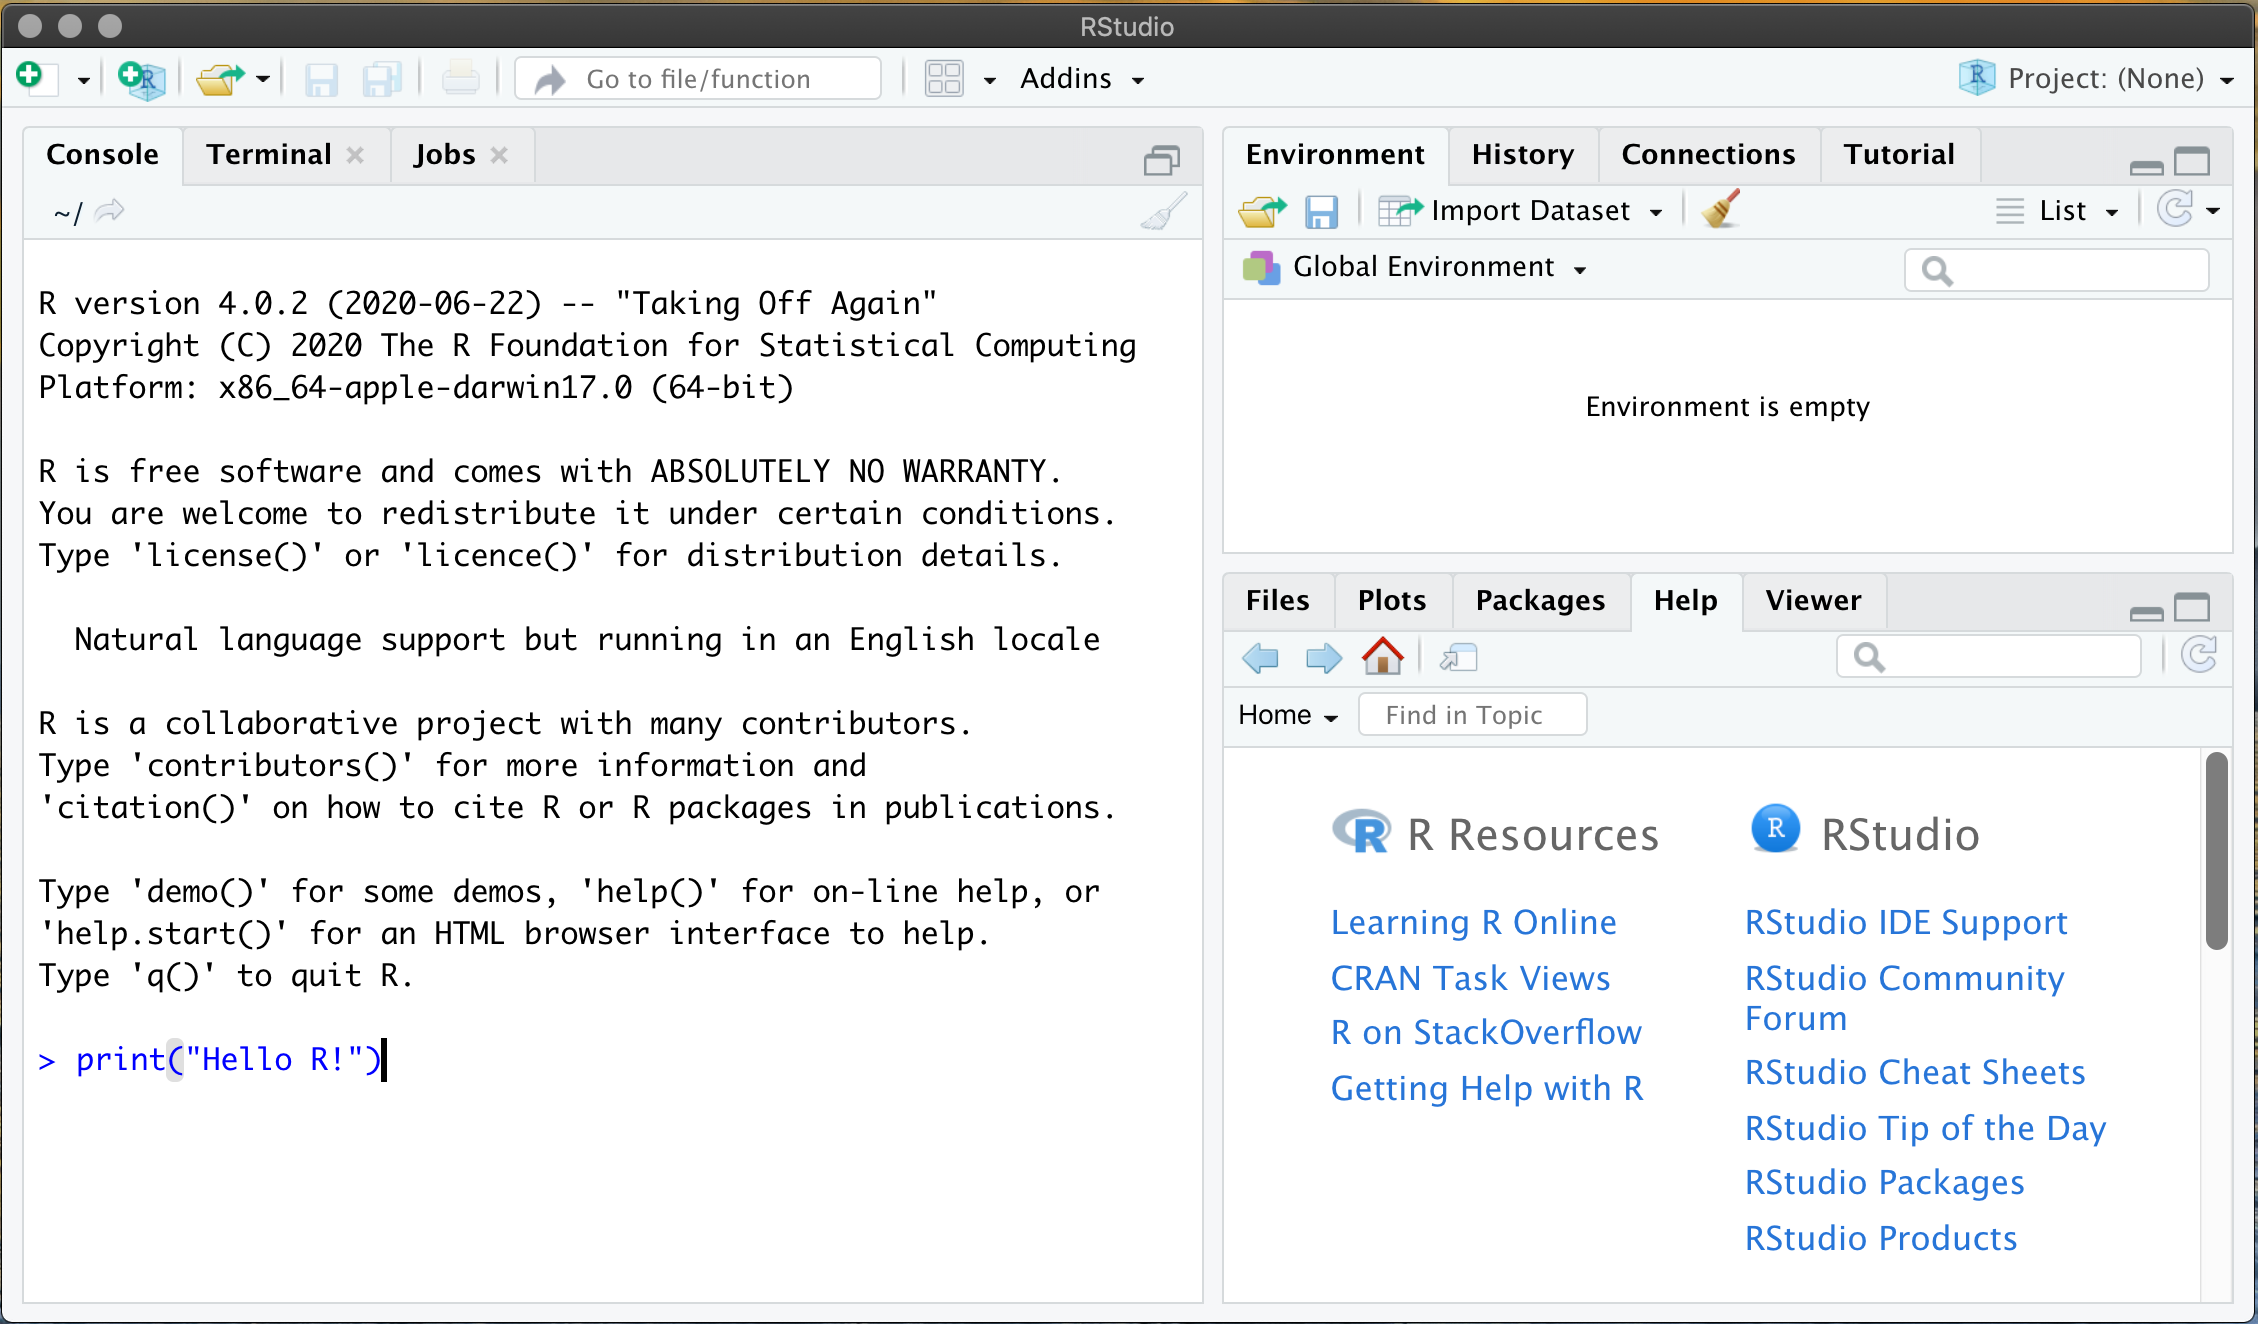 RStudio
Go to file/function
Addins
Project: (None)
Console
Terminal
Jobs
~/
R version 4.0.2 (2020-06-22) -- "Taking Off Again"
Copyright (C) 2020 The R Foundation for Statistical Computing
Platform: x86_64-apple-darwin17.0 (64-bit)
R is free software and comes with ABSOLUTELY NO WARRANTY.
You are welcome to redistribute it under certain conditions.
Type 'license()' or 'licence()' for distribution details.
Natural language support but running in an English locale
R is a collaborative project with many contributors.
Type 'contributors()' for more information and
'citation()' on how to cite R or R packages in publications.
Type 'demo()' for some demos, 'help()' for on-line help, or
'help.start()' for an HTML browser interface to help.
Type 'q()' to quit R.
> print("Hello R!")
Environment
History
Connections
Tutorial
Import Dataset
List
Global Environment
Environment is empty
Files
Plots
Packages
Help
Viewer
Home
Find in Topic
R Resources
Learning R Online
CRAN Task Views
R on StackOverflow
Getting Help with R
RStudio
RStudio IDE Support
RStudio Community
Forum
RStudio Cheat Sheets
RStudio Tip of the Day
RStudio Packages
RStudio Products